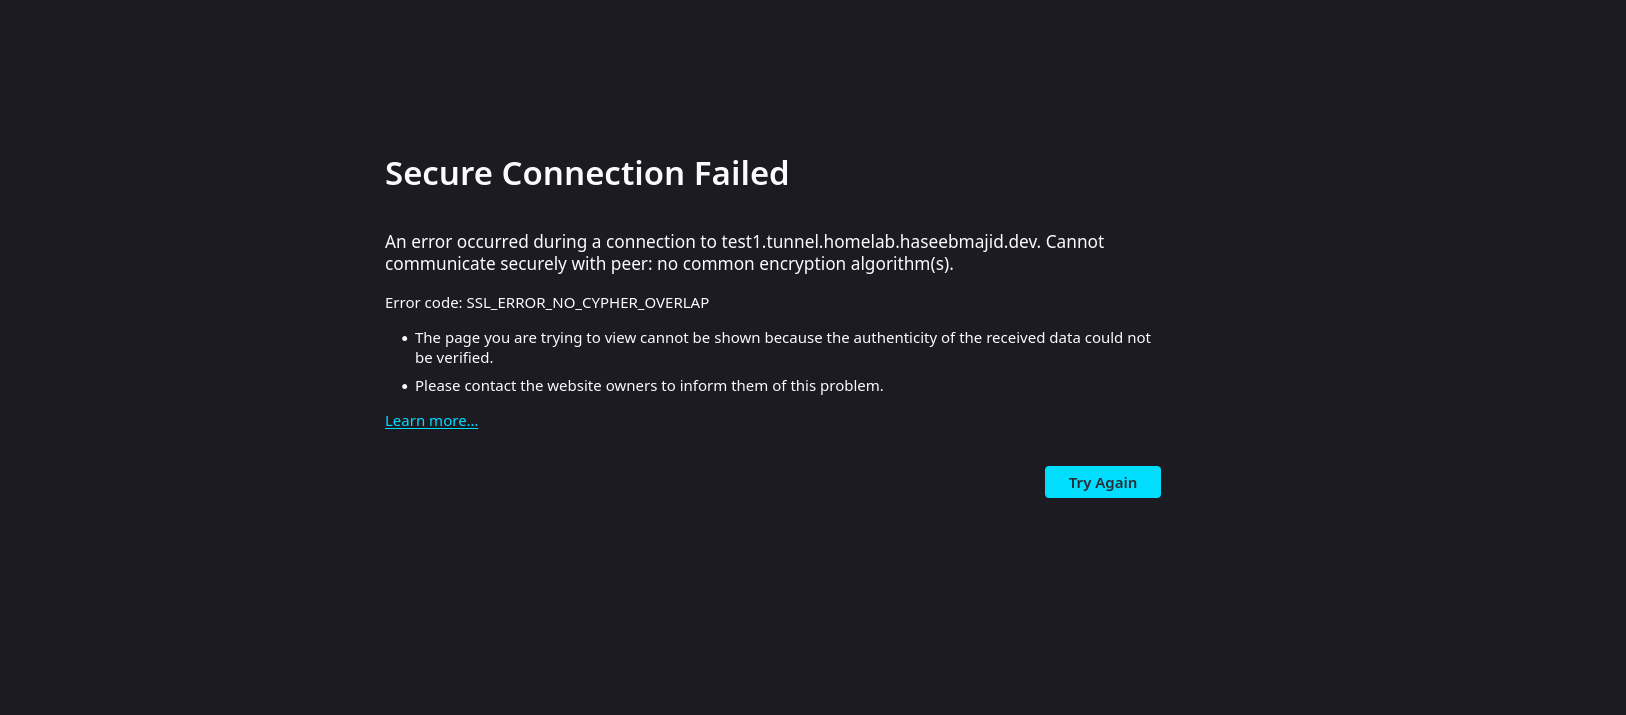 Secure Connection Failed
An error occurred during a connection to test1.tunnel.homelab.haseebmajid.dev. Cannot
communicate securely with peer: no common encryption algorithm(s).
Error code: SSL_ERROR_NO_CYPHER_OVERLAP
• The page you are trying to view cannot be shown because the authenticity of the received data could not
be verified.
• Please contact the website owners to inform them of this problem.
Learn more...
Try Again